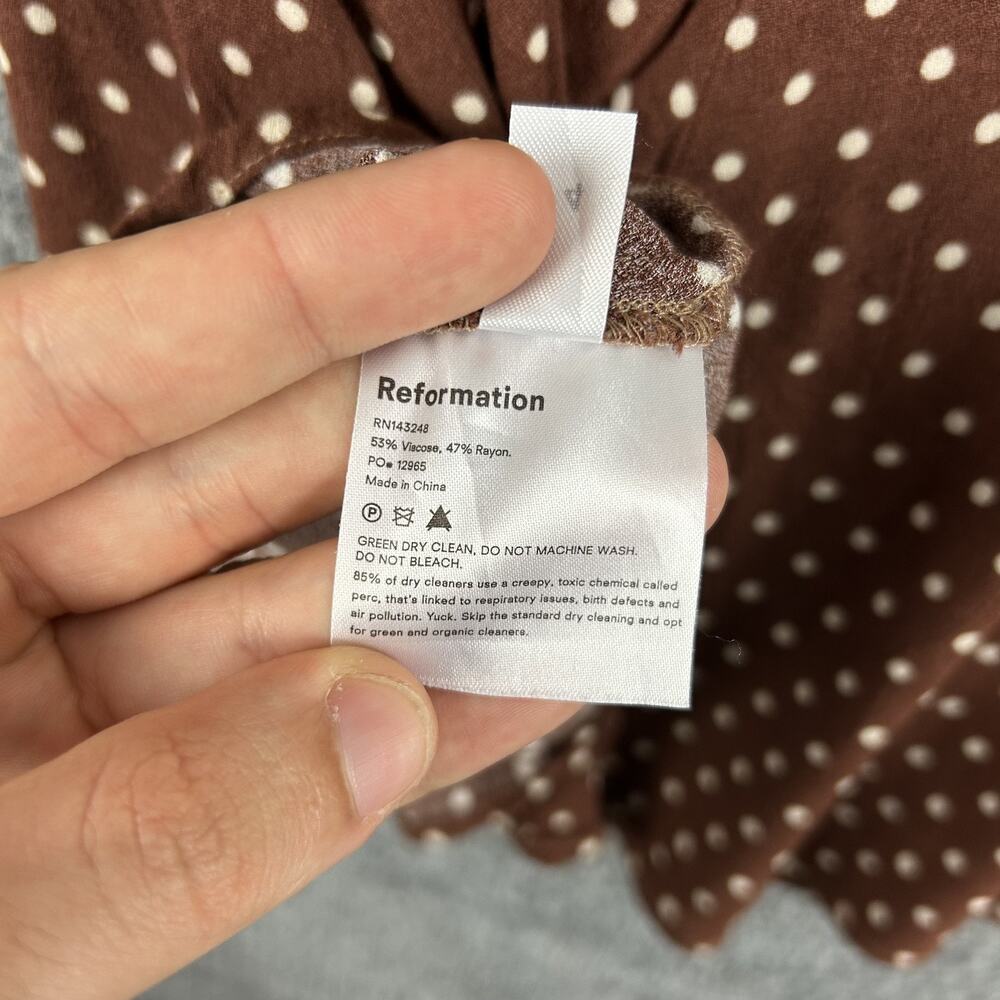 Reformation
RN143248
53% Viscose, 47% Rayon.
PO# 12965
Made in China
P
GREEN DRY CLEAN, DO NOT MACHINE WASH.
DO NOT BLEACH.
85% of dry cleaners use a creepy, toxic chemical called
perc, that's linked to respiratory issues, birth defects and
air pollution. Yuck. Skip the standard dry cleaning and opt
for green and organic cleaners.